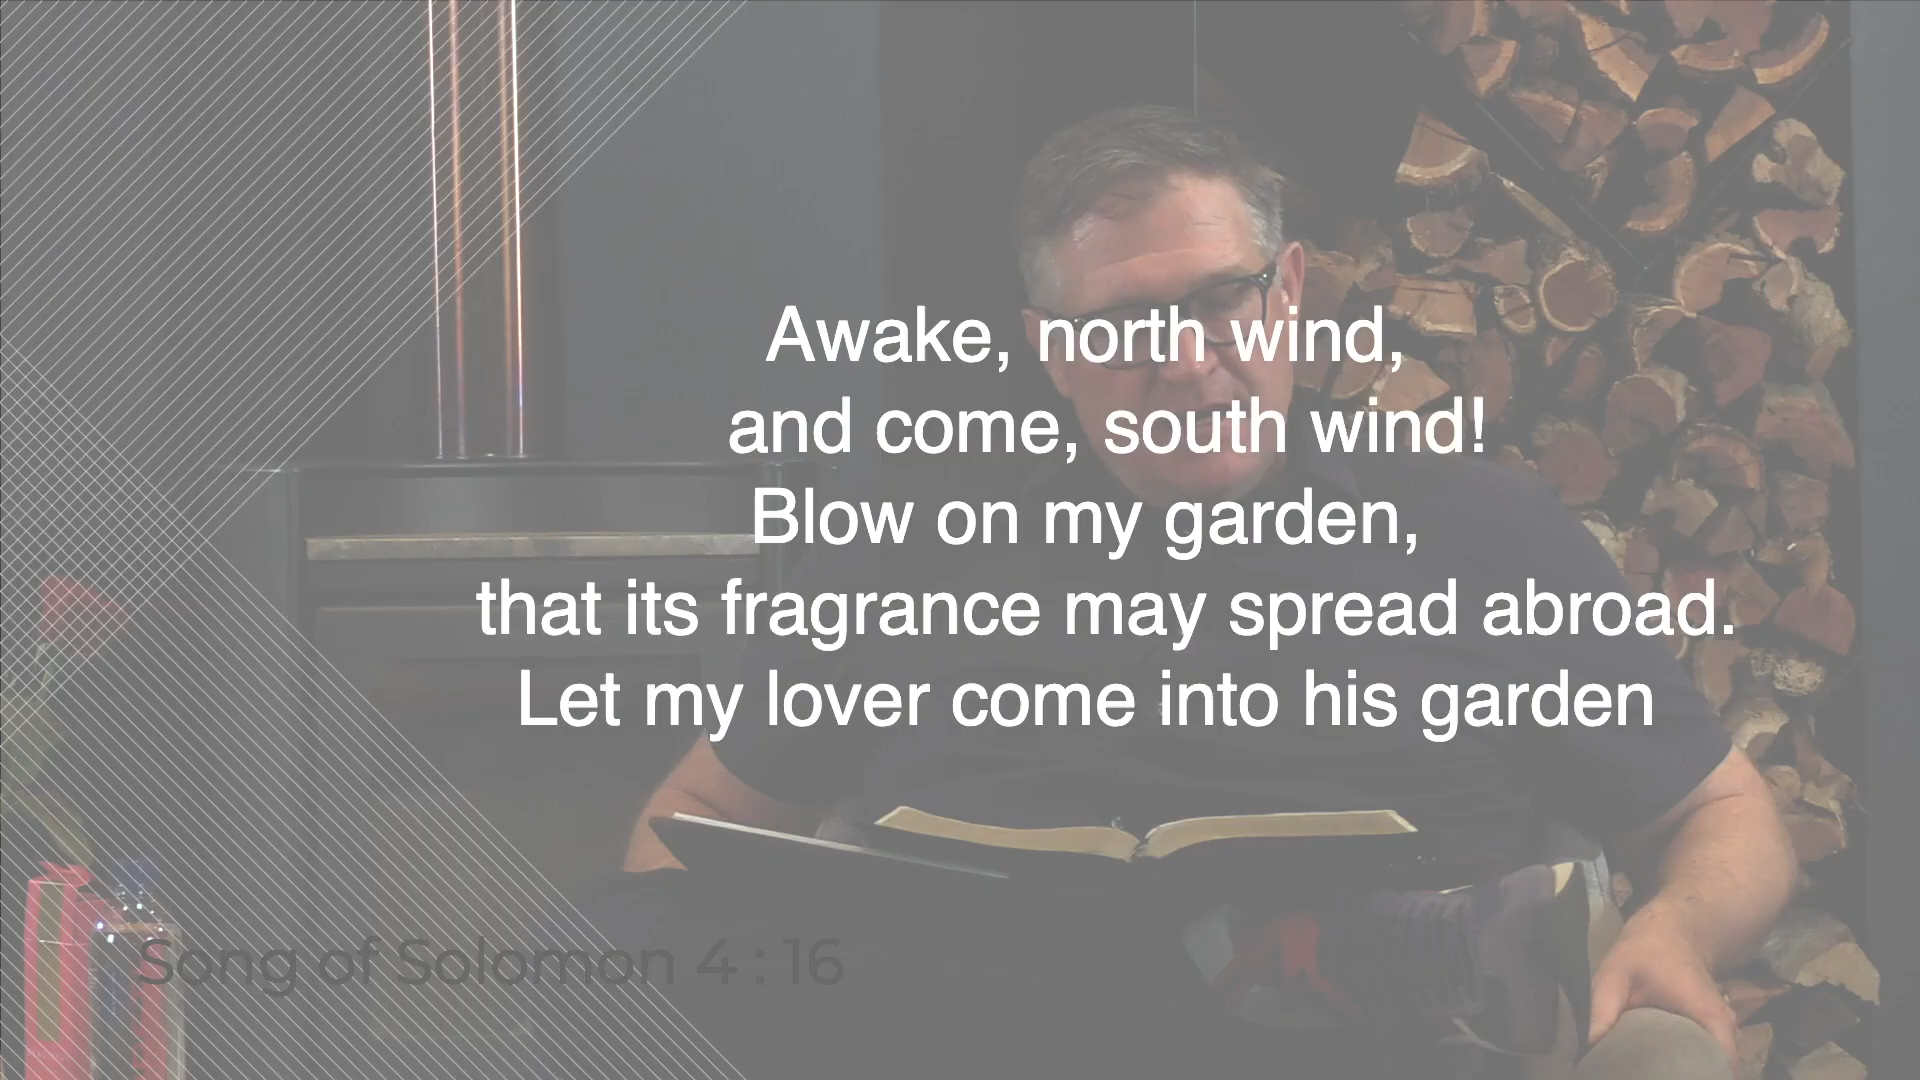 Awake, north wind,
and come, south wind!
Blow on my garden,
that its fragrance may spread abroad.
Let my lover come into his garden
Song of Solomon 4 : 16